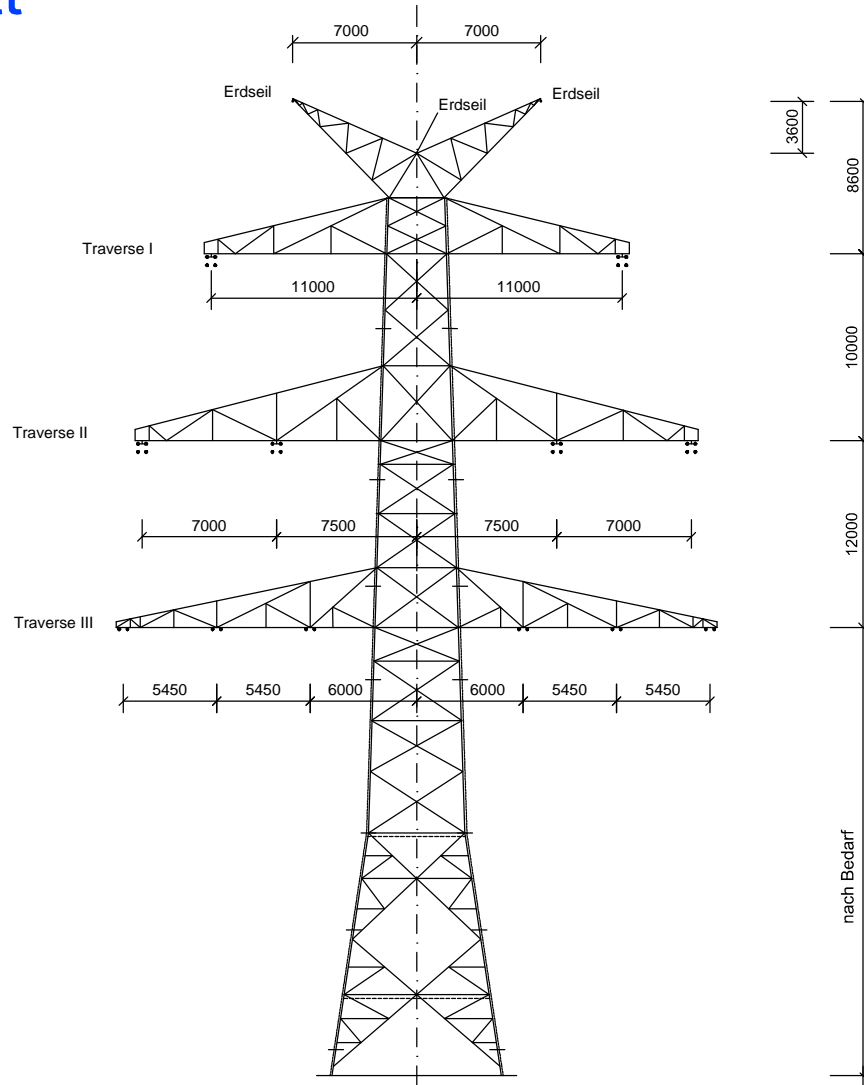 7000 7000
Erdseil Erdseil Erdseil
3600
8600
Traverse I
11000 11000
10000
Traverse II
7000 7500 7500 7000
12000
Traverse III
5450 5450 6000 6000 5450 5450
nach Bedarf